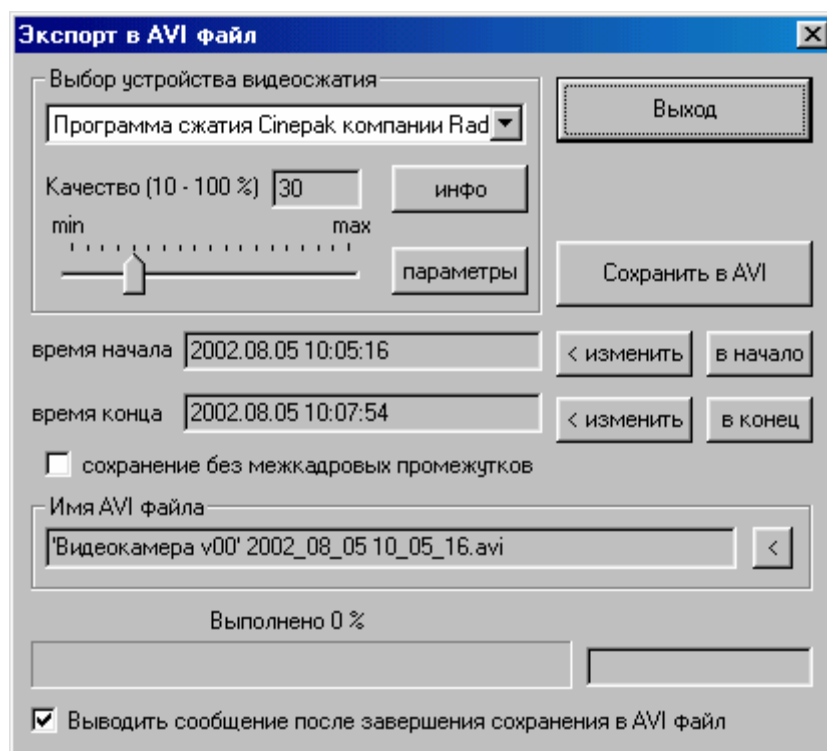 Экспорт в AVI файл
Выбор устройства видеосжатия
Программа сжатия Cinepak компании Rad
Выход
Качество (10 - 100 %) 30
инфо
min max
параметры
Сохранить в AVI
время начала 2002.08.05 10:05:16 < изменить в начало
время конца 2002.08.05 10:07:54 < изменить в конец
сохранение без межкадровых промежутков
Имя AVI файла
'Видеокамера v00' 2002_08_05 10_05_16.avi <
Выполнено 0 %
Выводить сообщение после завершения сохранения в AVI файл